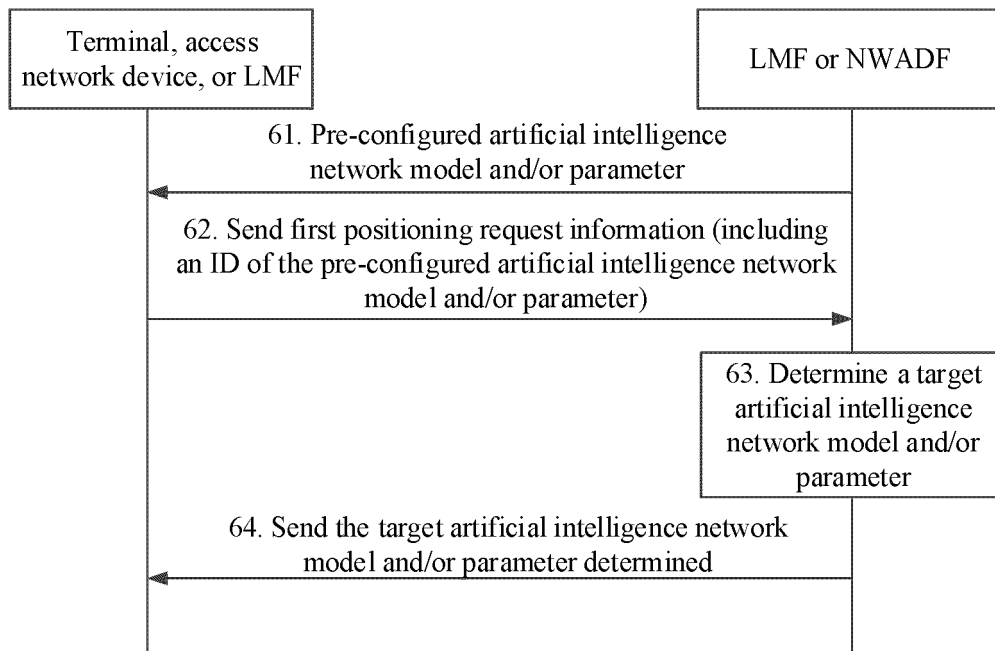 Terminal, access
network device, or LMF
LMF or NWADF
61. Pre-configured artificial intelligence
network model and/or parameter
62. Send first positioning request information (including
an ID of the pre-configured artificial intelligence network
model and/or parameter)
63. Determine a target
artificial intelligence
network model and/or
parameter
64. Send the target artificial intelligence network
model and/or parameter determined